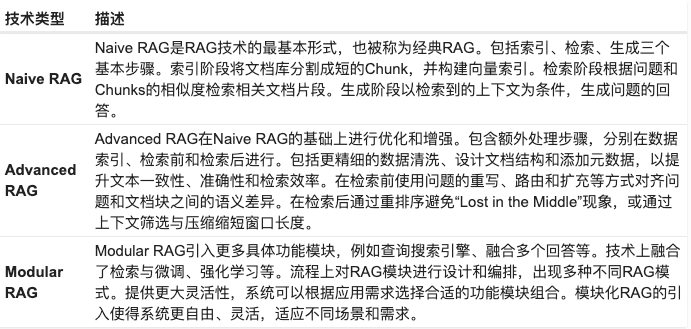 技术类型 描述
Naive RAG是RAG技术的最基本形式，也被称为经典RAG。包括索引、检索、生成三个
基本步骤。索引阶段将文档库分割成短的Chunk，并构建向量索引。检索阶段根据问题和
Naive RAG
Chunks的相似度检索相关文档片段。生成阶段以检索到的上下文为条件，生成问题的回
答。
Advanced RAG在Naive RAG的基础上进行优化和增强。包含额外处理步骤，分别在数据
索引、检索前和检索后进行。包括更精细的数据清洗、设计文档结构和添加元数据，以提
Advanced
升文本一致性、准确性和检索效率。在检索前使用问题的重写、路由和扩充等方式对齐问
RAG
题和文档块之间的语义差异。在检索后通过重排序避免“Lost in the Middle”现象，或通过
上下文筛选与压缩缩短窗口长度。
Modular RAG引入更多具体功能模块，例如查询搜索引擎、融合多个回答等。技术上融合
了检索与微调、强化学习等。流程上对RAG模块进行设计和编排，出现多种不同RAG模
Modular
RAG
式。提供更大灵活性，系统可以根据应用需求选择合适的功能模块组合。模块化RAG的引
入使得系统更自由、灵活，适应不同场景和需求。